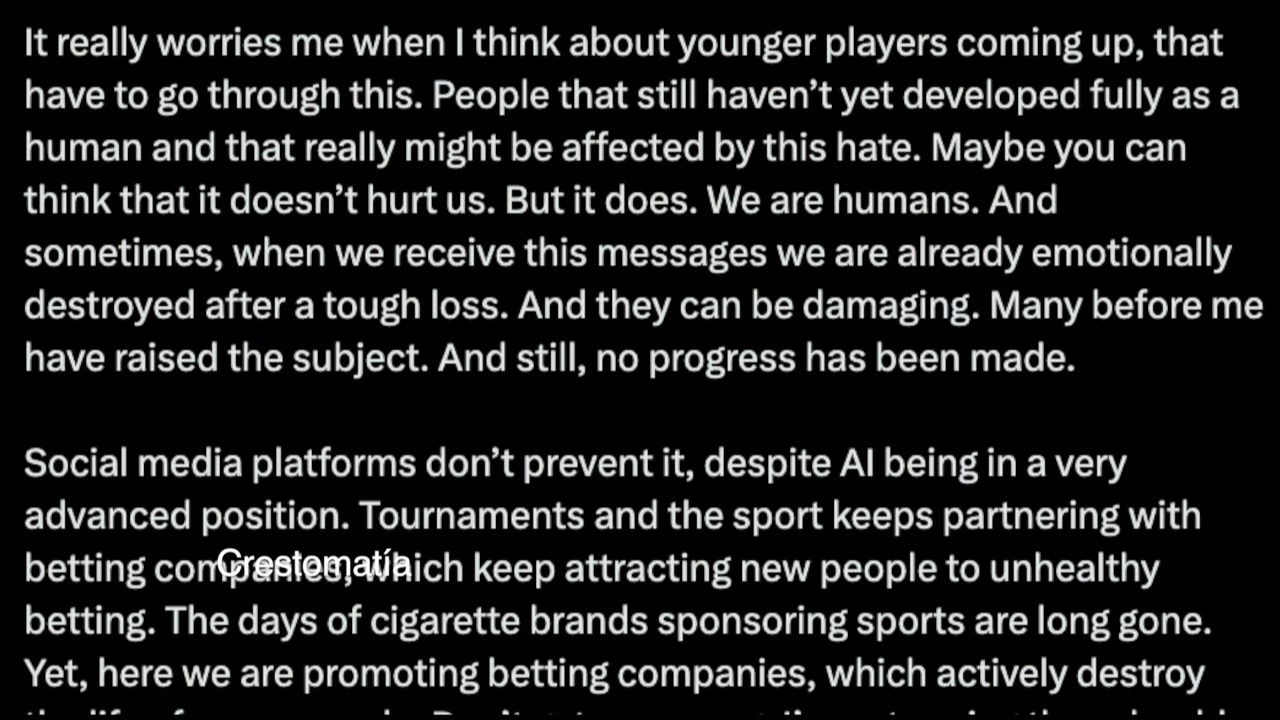 It really worries me when I think about younger players coming up, that
have to go through this. People that still haven’t yet developed fully as a
human and that really might be affected by this hate. Maybe you can
think that it doesn’t hurt us. But it does. We are humans. And
sometimes, when we receive this messages we are already emotionally
destroyed after a tough loss. And they can be damaging. Many before me
have raised the subject. And still, no progress has been made.
Social media platforms don’t prevent it, despite AI being in a very
advanced position. Tournaments and the sport keeps partnering with
betting companies, which keep attracting new people to unhealthy
Crestomatía
betting. The days of cigarette brands sponsoring sports are long gone.
Yet, here we are promoting betting companies, which actively destroy